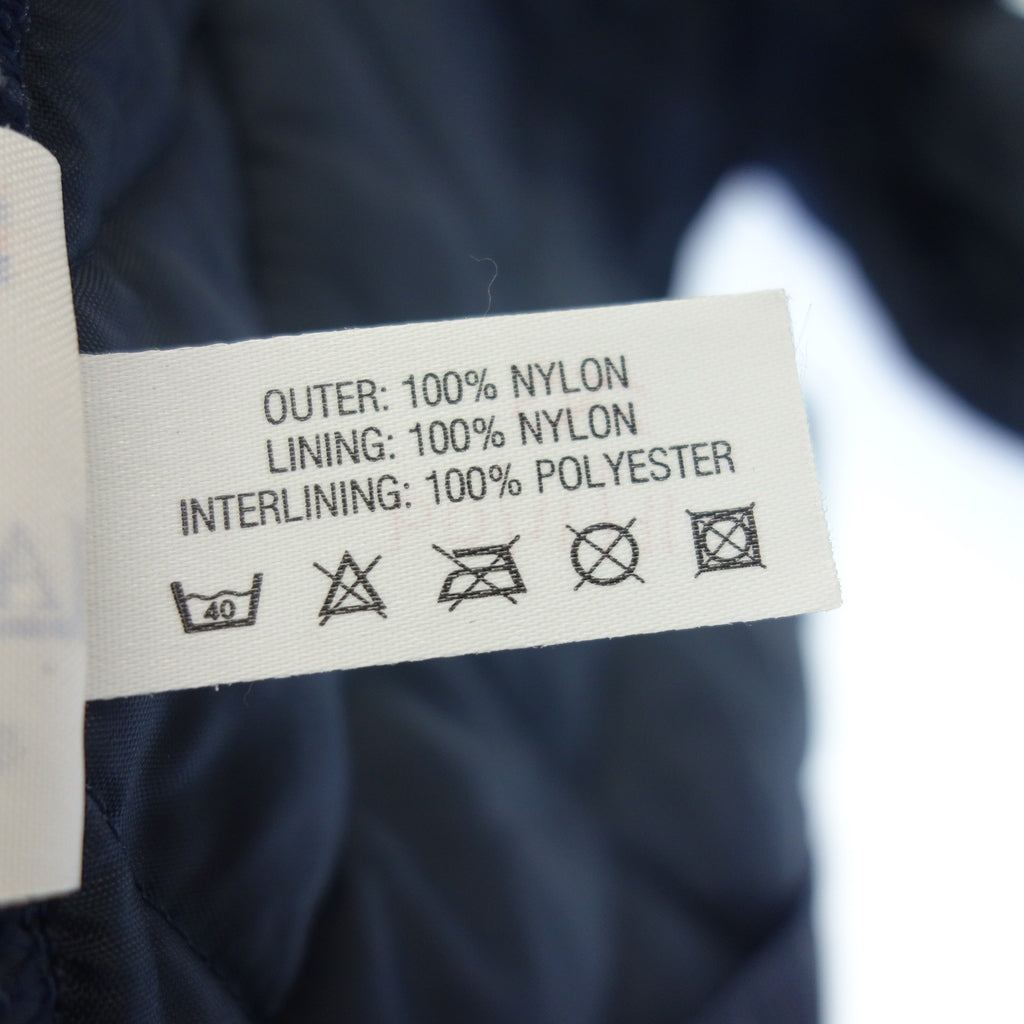 OUTER: 100% NYLON
LINING: 100% NYLON
INTERLINING: 100% POLYESTER
40